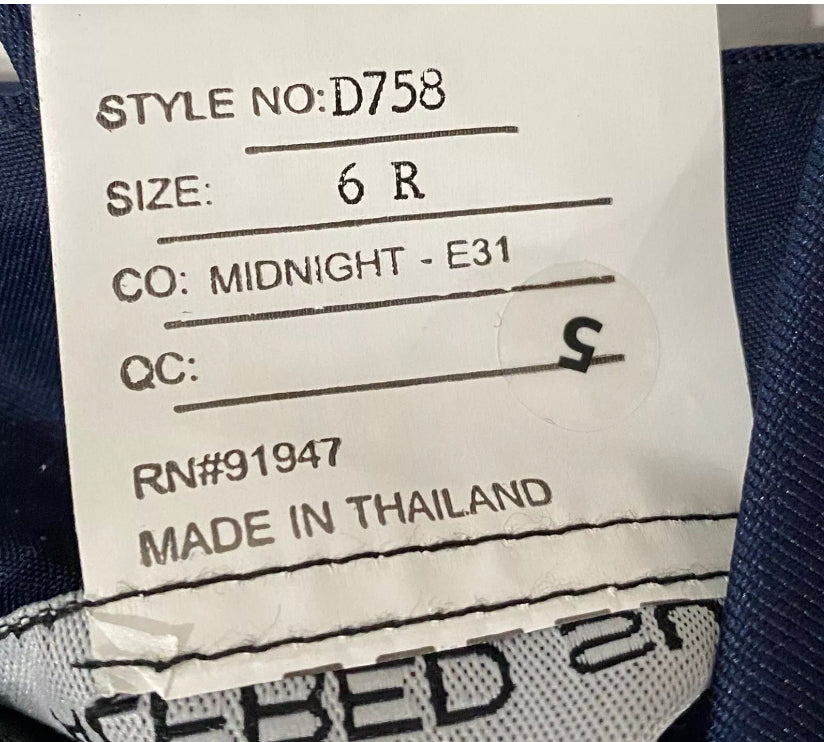 STYLE NO:D758
SIZE: 6 R
CO: MIDNIGHT - E31
QC:
5
RN#91947
MADE IN THAILAND